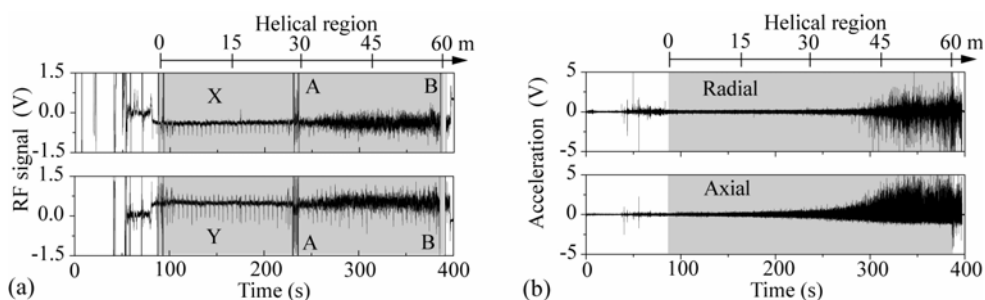 Helical region
0 15 30 45 60 m
1.5
0.0
-1.5
X
A
B
1.5
0.0
-1.5
Y
A
B
RF signal (V)
0 100 200 300 400
Time (s)
(a)
Helical region
0 15 30 45 60 m
5
0
-5
Radial
5
0
-5
Axial
Acceleration (V)
0 100 200 300 400
Time (s)
(b)